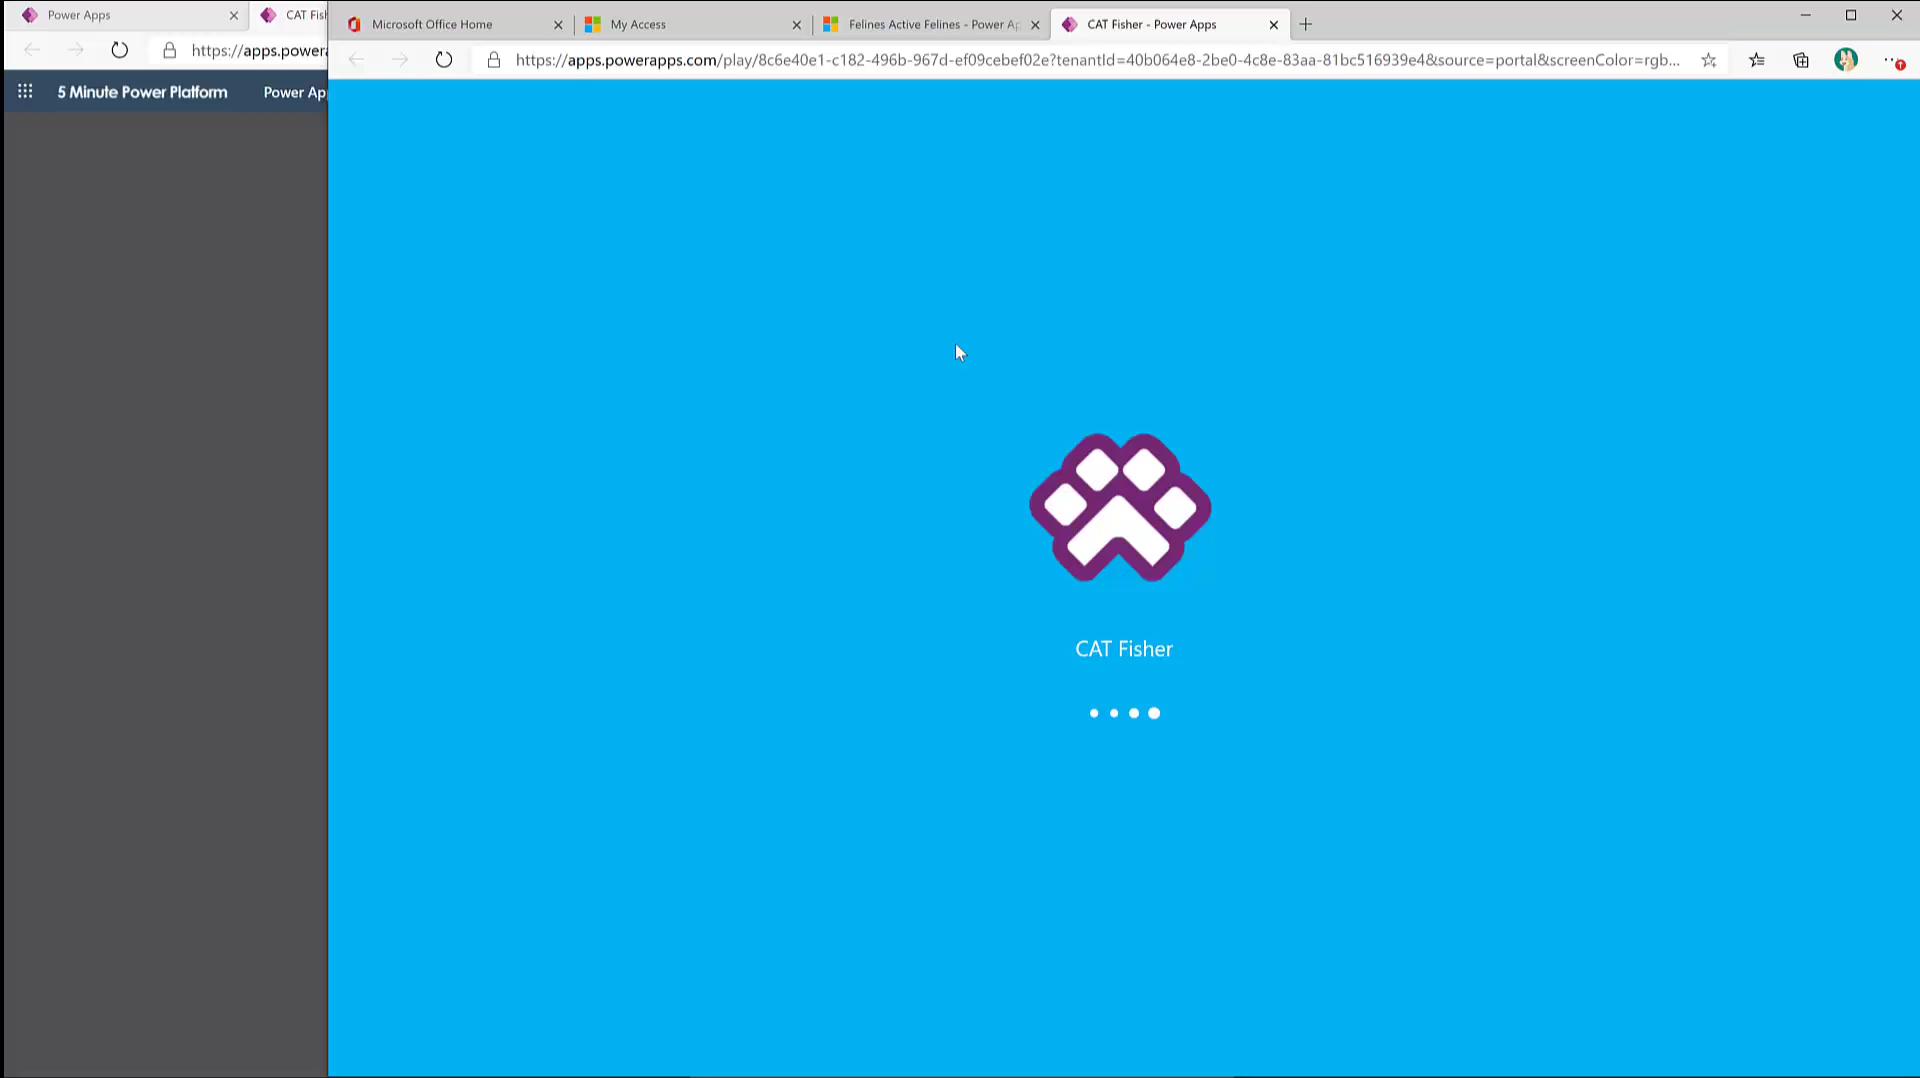 Power Apps
CAT Fis
https://apps.powera
5 Minute Power Platform
Power Ap
Microsoft Office Home
My Access
Felines Active Felines - Power Ap
CAT Fisher - Power Apps
https://apps.powerapps.com/play/8c6e40e1-c182-496b-967d-ef09cebef02e?tenantId=40b064e8-2be0-4c8e-83aa-81bc516939e4&source=portal&screenColor=rgb...
CAT Fisher